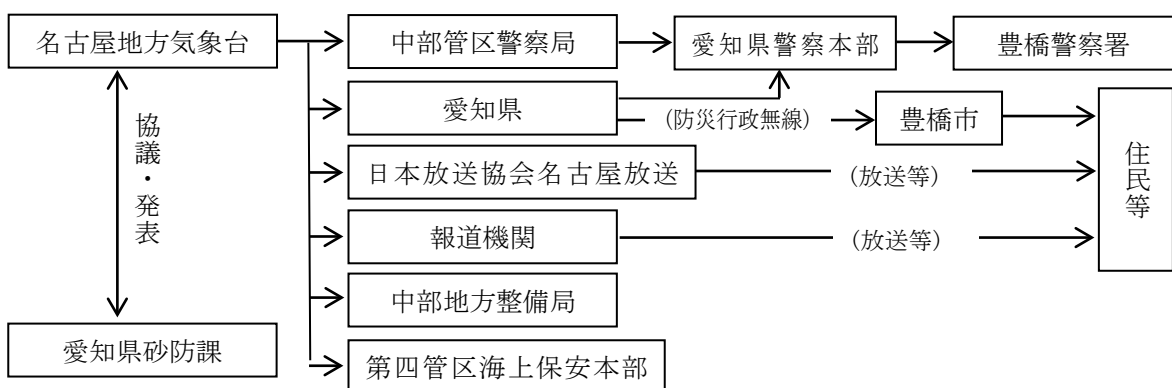 名古屋地方気象台
中部管区警察局
愛知県警察本部
豊橋警察署
愛知県
(防災行政無線)
豊橋市
協議・発表
日本放送協会名古屋放送
(放送等)
住民等
報道機関
(放送等)
中部地方整備局
愛知県砂防課
第四管区海上保安本部